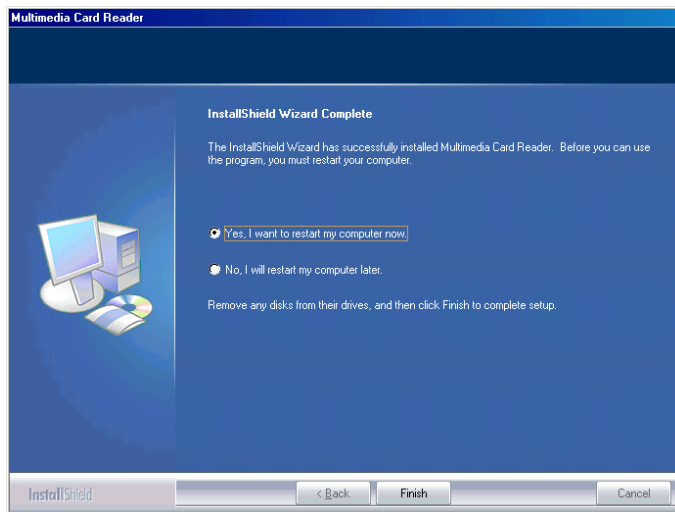 Multimedia Card Reader
InstallShield Wizard Complete
The InstallShield Wizard has successfully installed Multimedia Card Reader. Before you can use
the program, you must restart your computer.
Yes, I want to restart my computer now.
No, I will restart my computer later.
Remove any disks from their drives, and then click Finish to complete setup.
InstallShield
< Back
Finish
Cancel